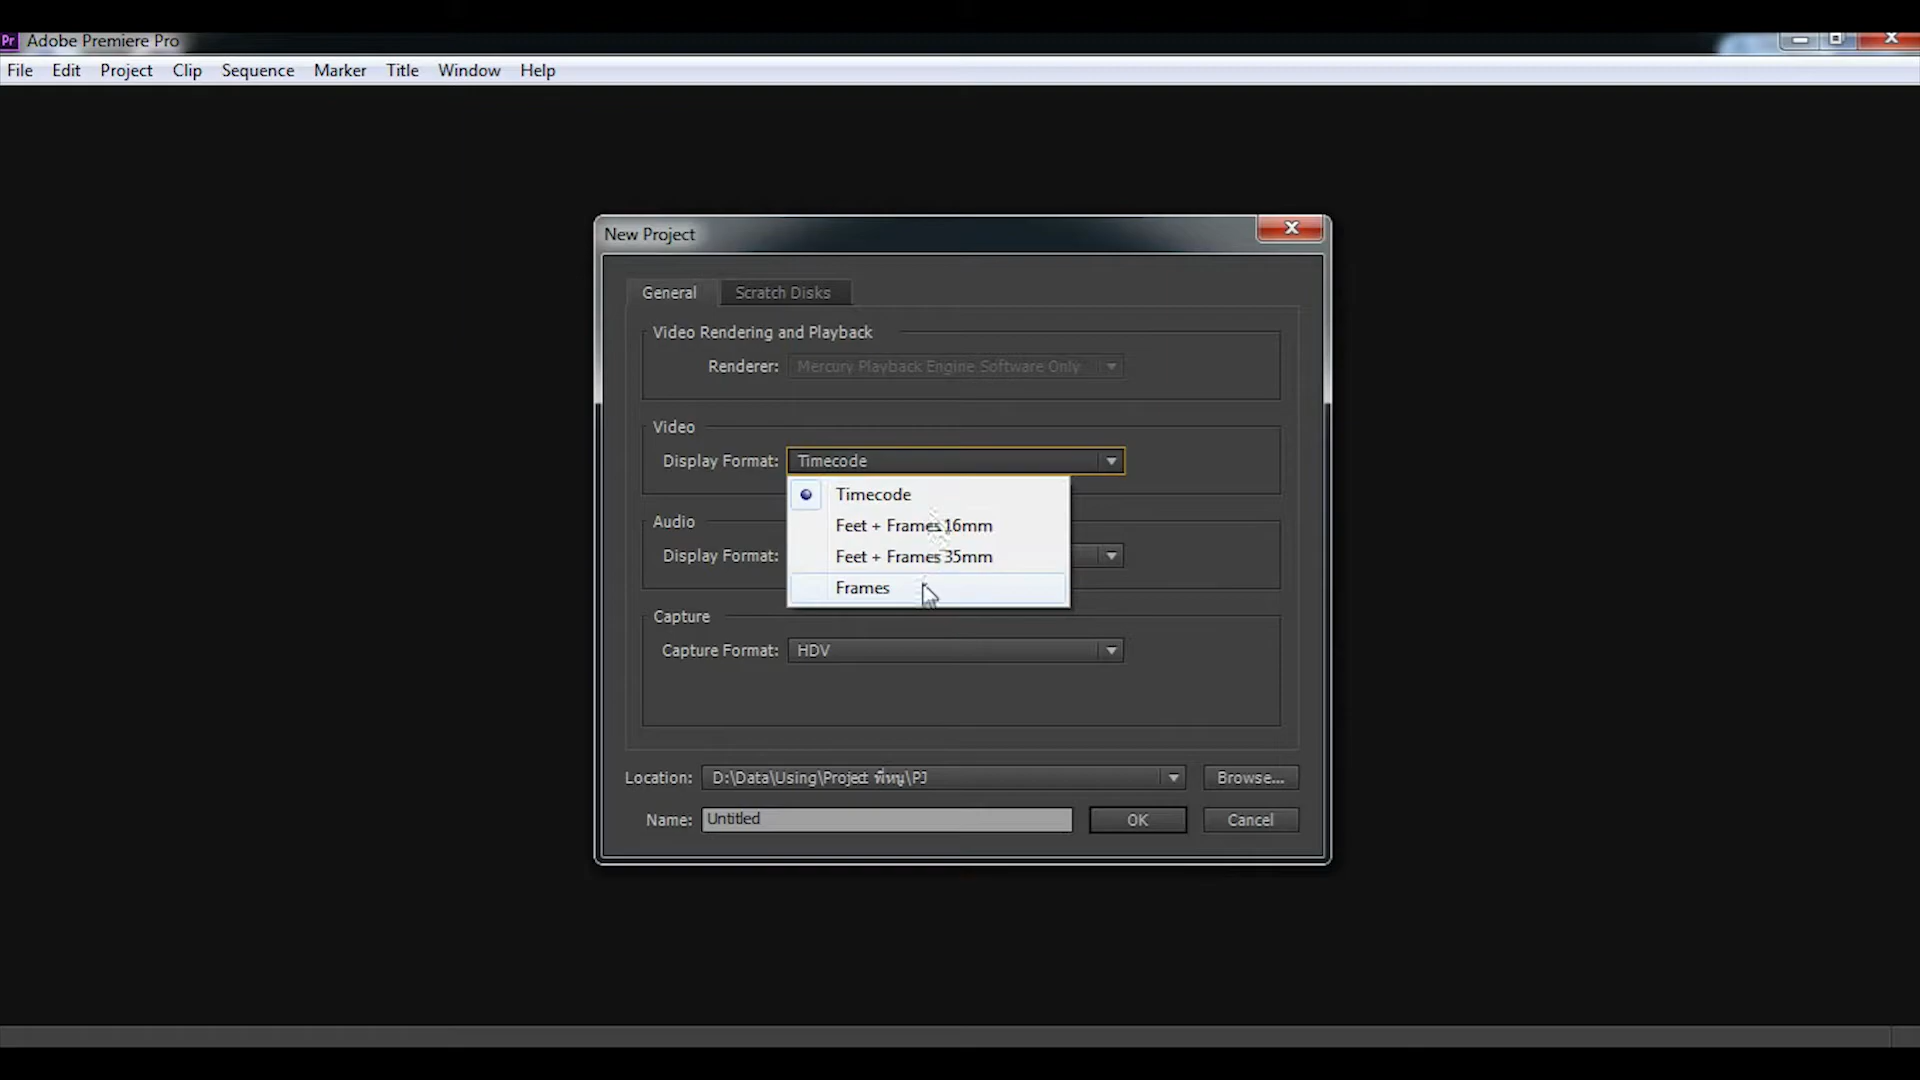 Pr Adobe Premiere Pro
File Edit Project Clip Sequence Marker Title Window Help
New Project
General Scratch Disks
Video Rendering and Playback
Renderer: Mercury Playback Engine Software Only
Video
Display Format: Timecode
Timecode
Feet + Frames 16mm
Audio
Display Format:
Feet + Frames 35mm
Frames
Capture
Capture Format: HDV
Location: D:\Data\Using\Project พี่หนู\PJ Browse...
Name: Untitled OK Cancel